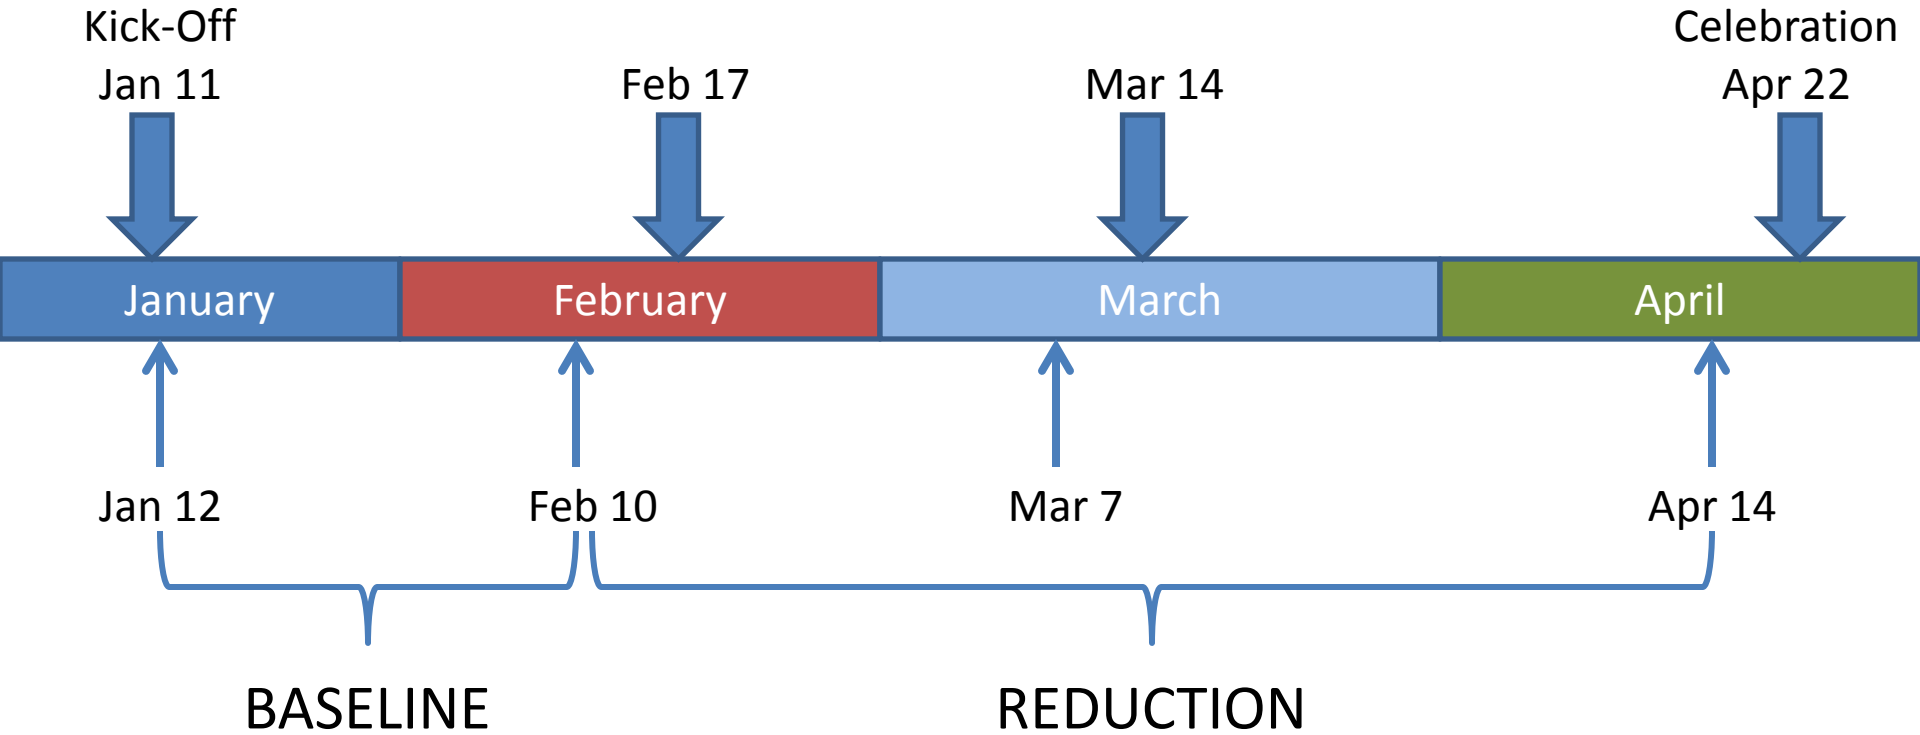 Kick-Off
Jan 11
Feb 17
Mar 14
Celebration
Apr 22
January
February
March
April
Jan 12
Feb 10
Mar 7
Apr 14
BASELINE
REDUCTION